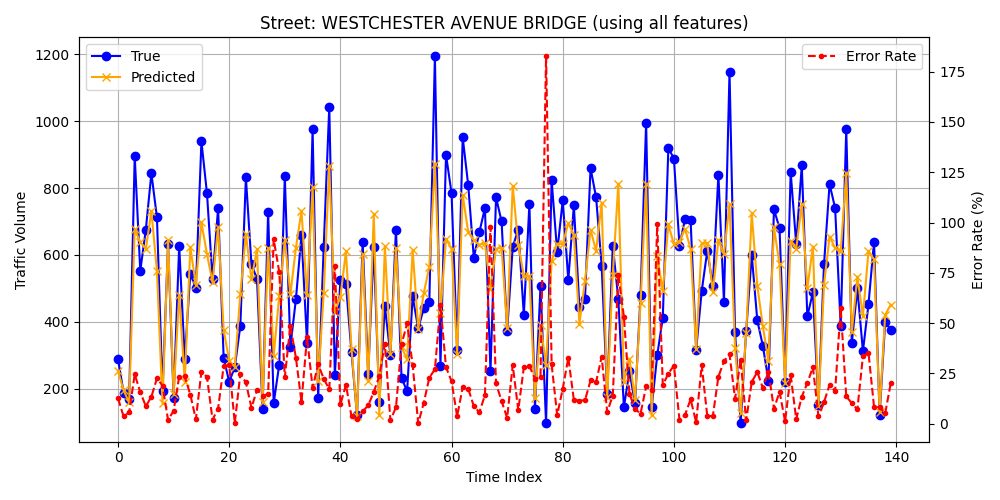 Street: WESTCHESTER AVENUE BRIDGE (using all features)
True
Predicted
Error Rate
Traffic Volume
1200
1000
800
600
400
200
175
150
125
100
75
50
25
0
Error Rate (%)
0 20 40 60 80 100 120 140
Time Index